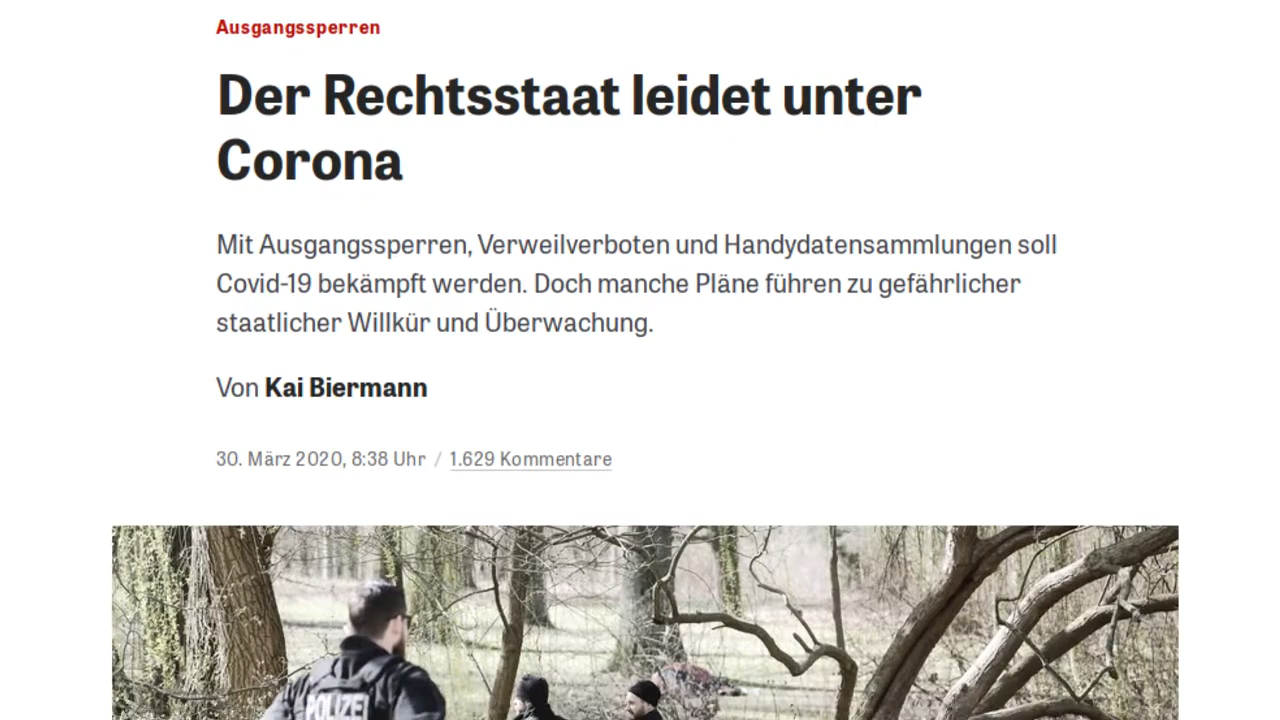 Ausgangssperren
Der Rechtsstaat leidet unter
Corona
Mit Ausgangssperren, Verweilverboten und Handydatensammlungen soll
Covid-19 bekämpft werden. Doch manche Pläne führen zu gefährlicher
staatlicher Willkür und Überwachung.
Von Kai Biermann
30. März 2020, 8:38 Uhr / 1.629 Kommentare
POLIZEI